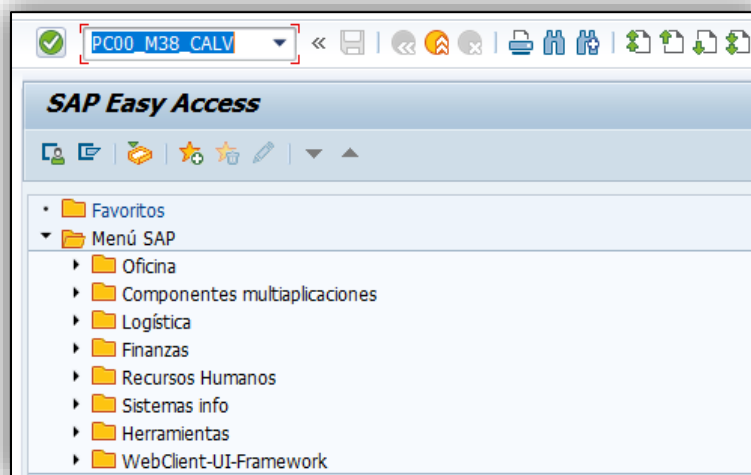 PC00_M38_CALV
SAP Easy Access
Favoritos
Menú SAP
Oficina
Componentes multiaplicaciones
Logística
Finanzas
Recursos Humanos
Sistemas info
Herramientas
WebClient-UI-Framework